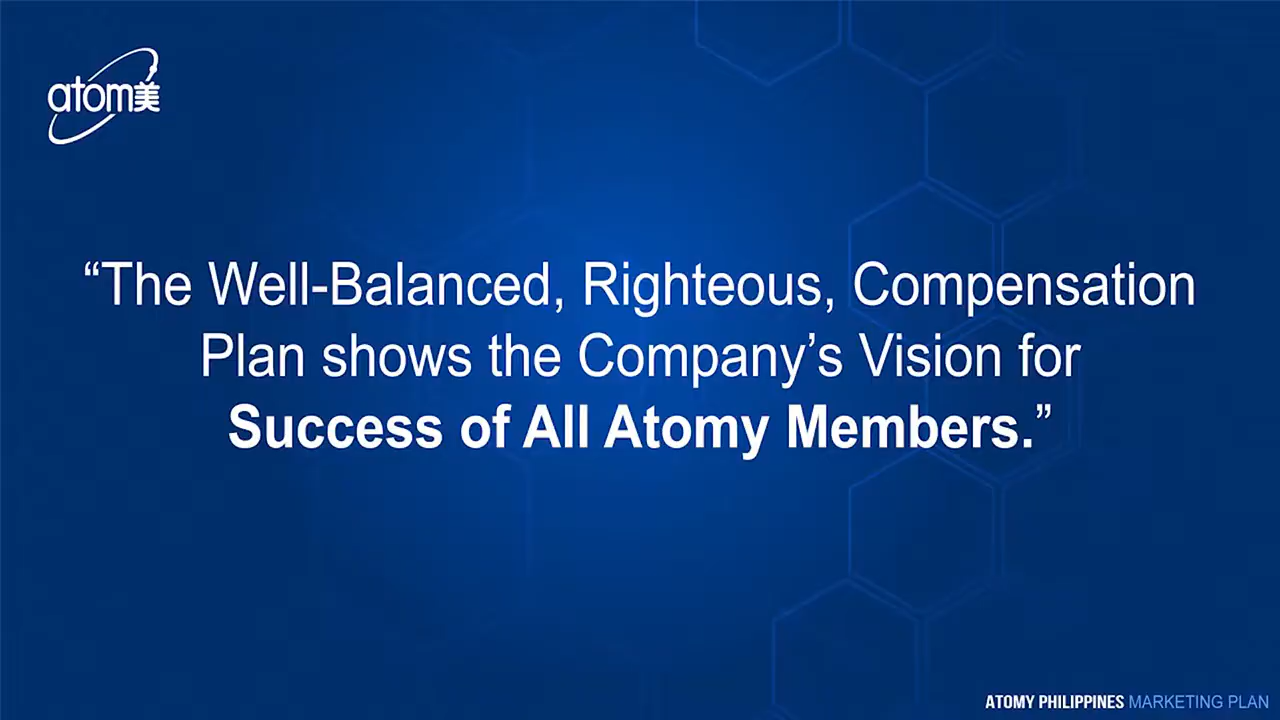 atom美
“The Well-Balanced, Righteous, Compensation
Plan shows the Company’s Vision for
Success of All Atomy Members.”
ATOMY PHILIPPINES MARKETING PLAN